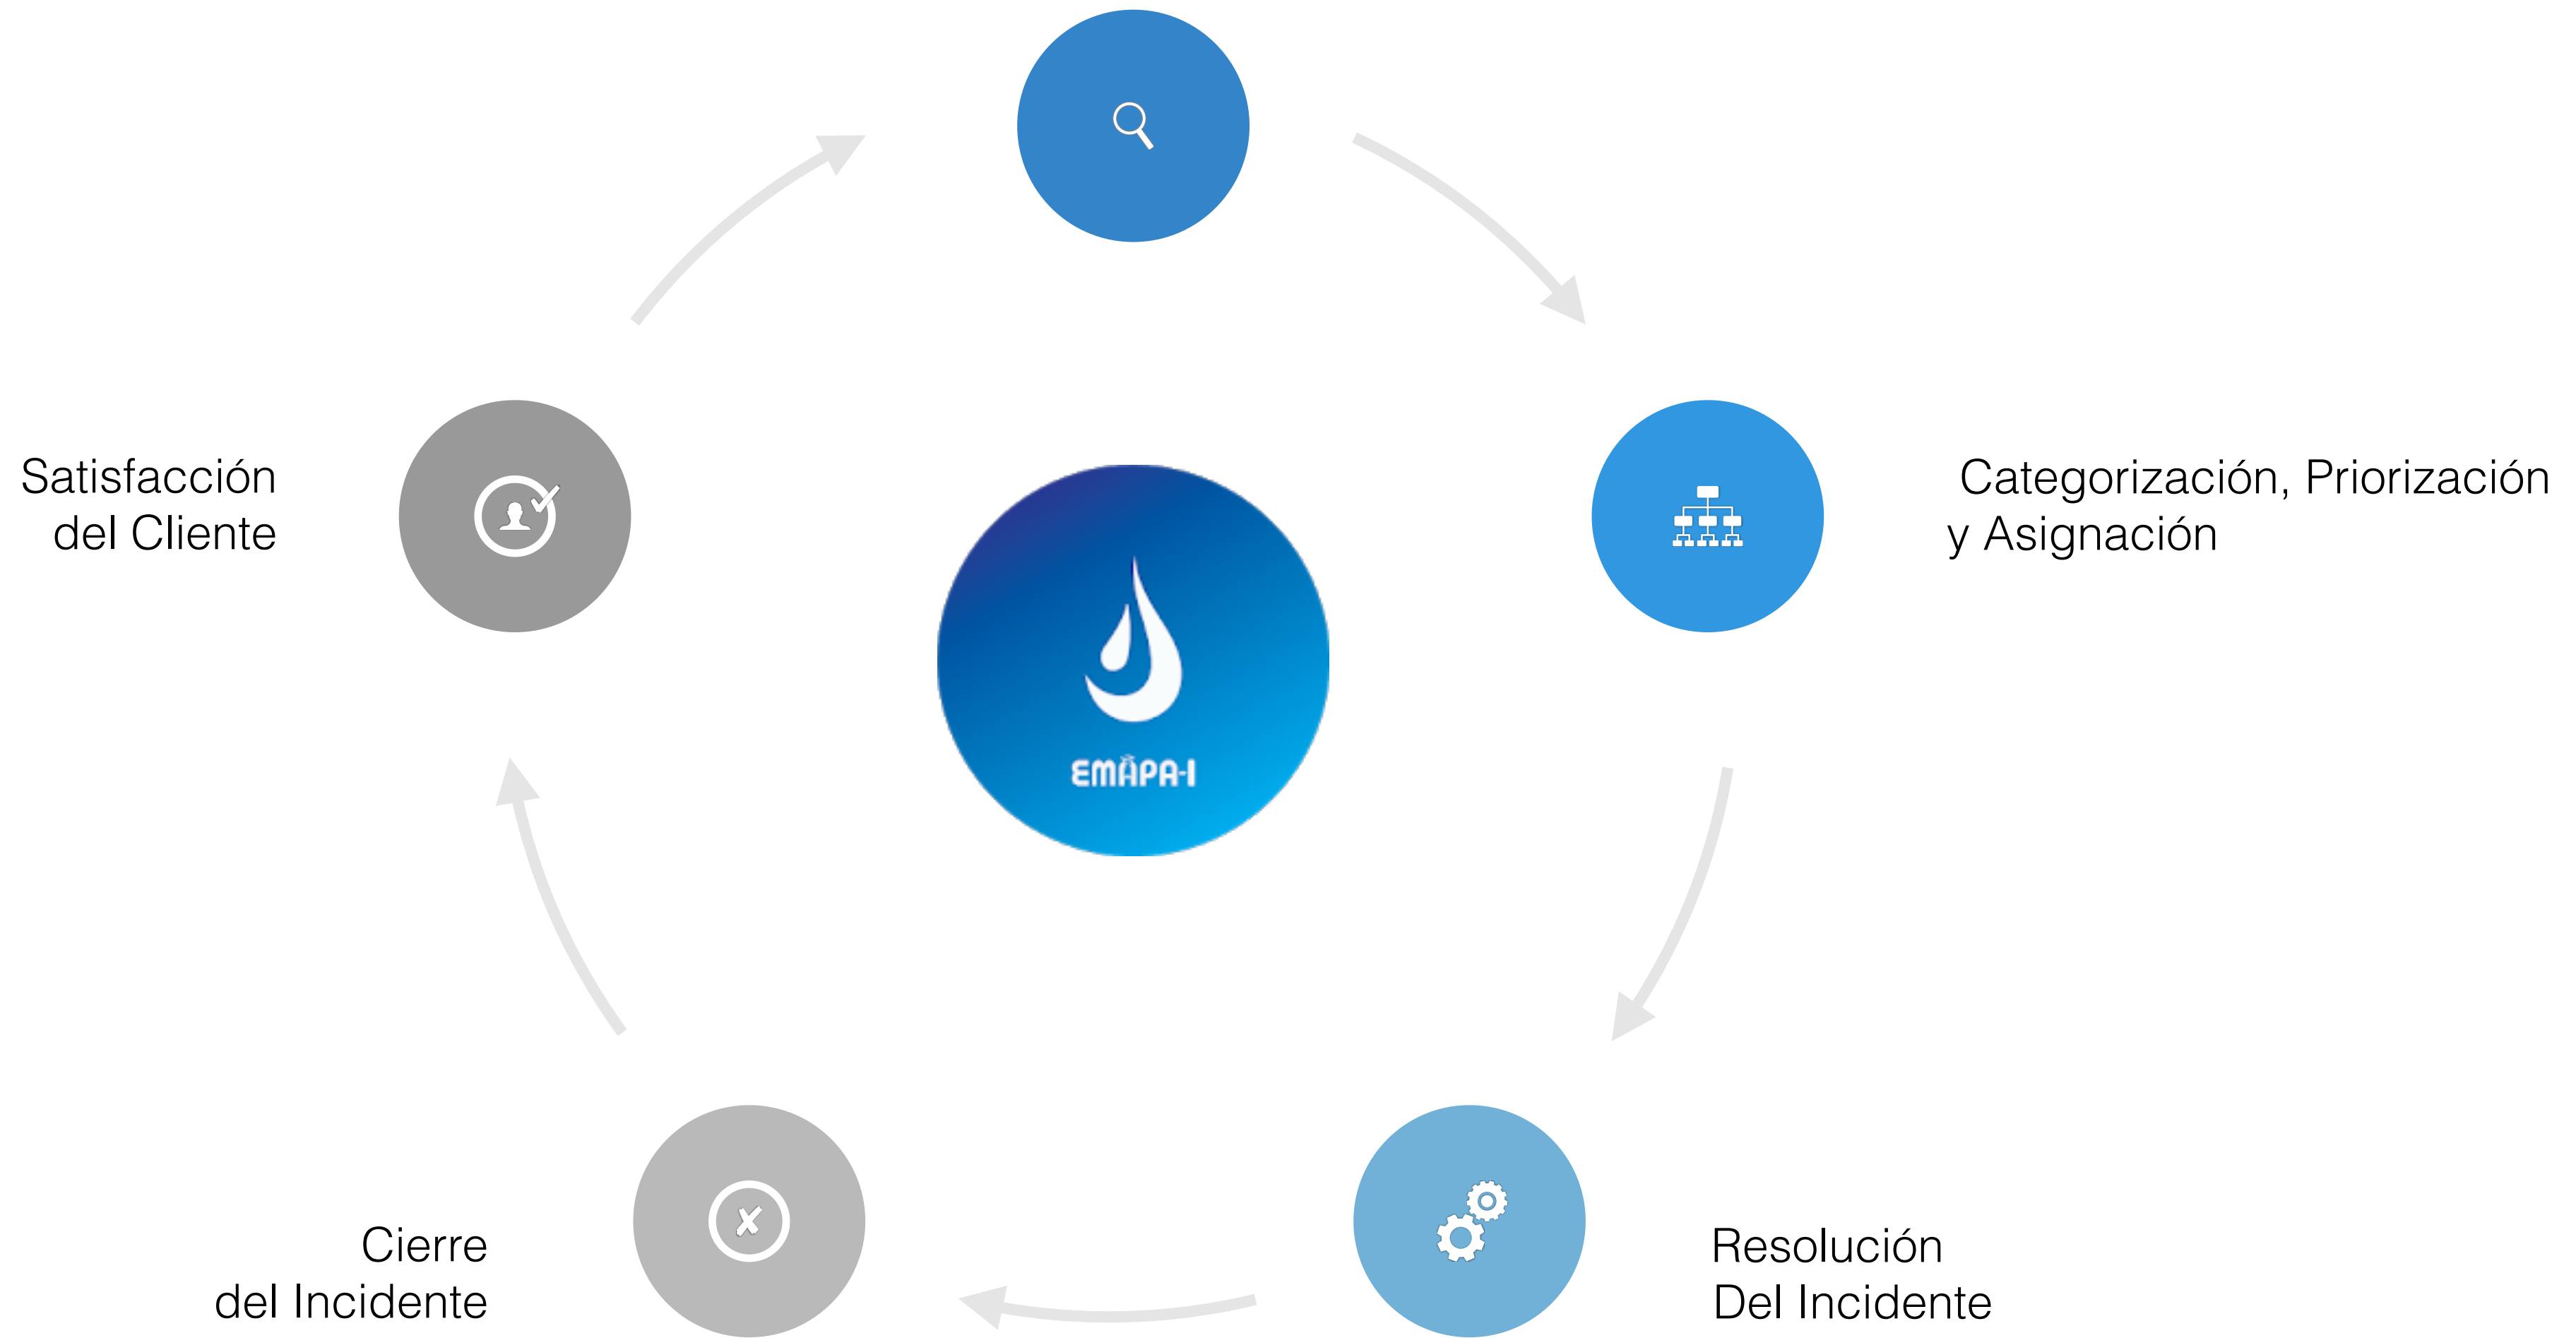 Satisfacción
del Cliente
Categorización, Priorización
y Asignación
EMAPA-I
Cierre
del Incidente
Resolución
Del Incidente